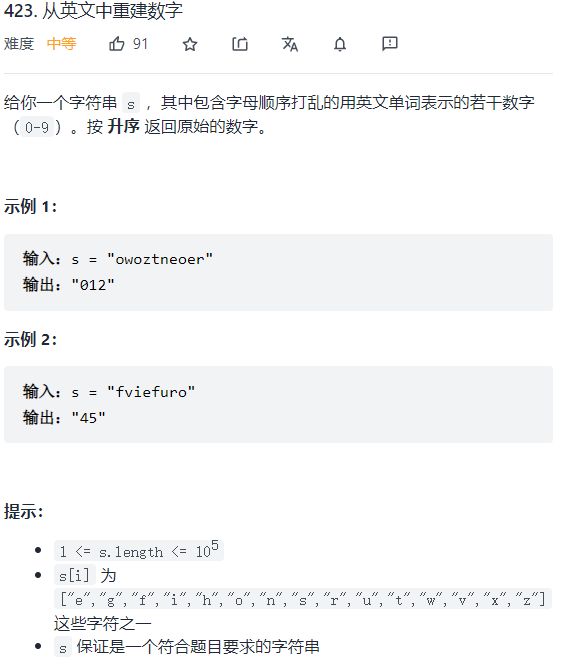 423. 从英文中重建数字
难度 中等 91
给你一个字符串 s ，其中包含字母顺序打乱的用英文单词表示的若干数字
（0-9）。按 升序 返回原始的数字。
示例 1：
输入：s = "owoztneoer"
输出："012"
示例 2：
输入：s = "fviefuro"
输出："45"
提示：
1 <= s.length <= 10⁵
s[i] 为
["e","g","f","i","h","o","n","s","r","u","t","w","v","x","z"]
这些字符之一
s 保证是一个符合题目要求的字符串